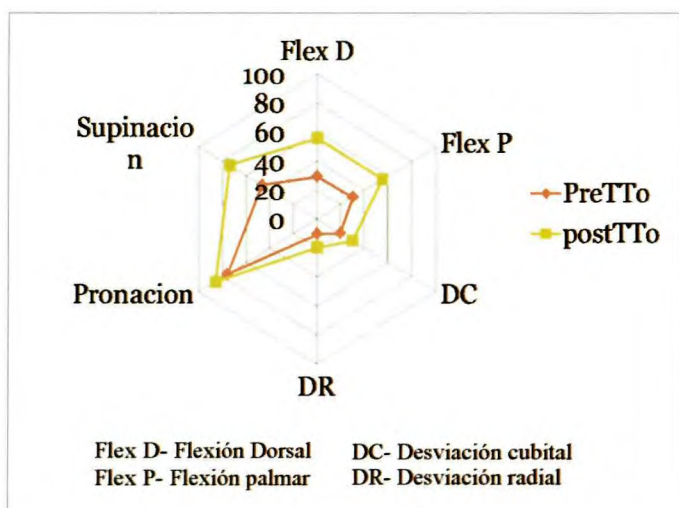 Flex D
100
80
60
40
20
0
Supinacion
Flex P
PreTTo
postTTo
Pronacion
DC
DR
Flex D- Flexión Dorsal DC- Desviación cubital
Flex P- Flexión palmar DR- Desviación radial